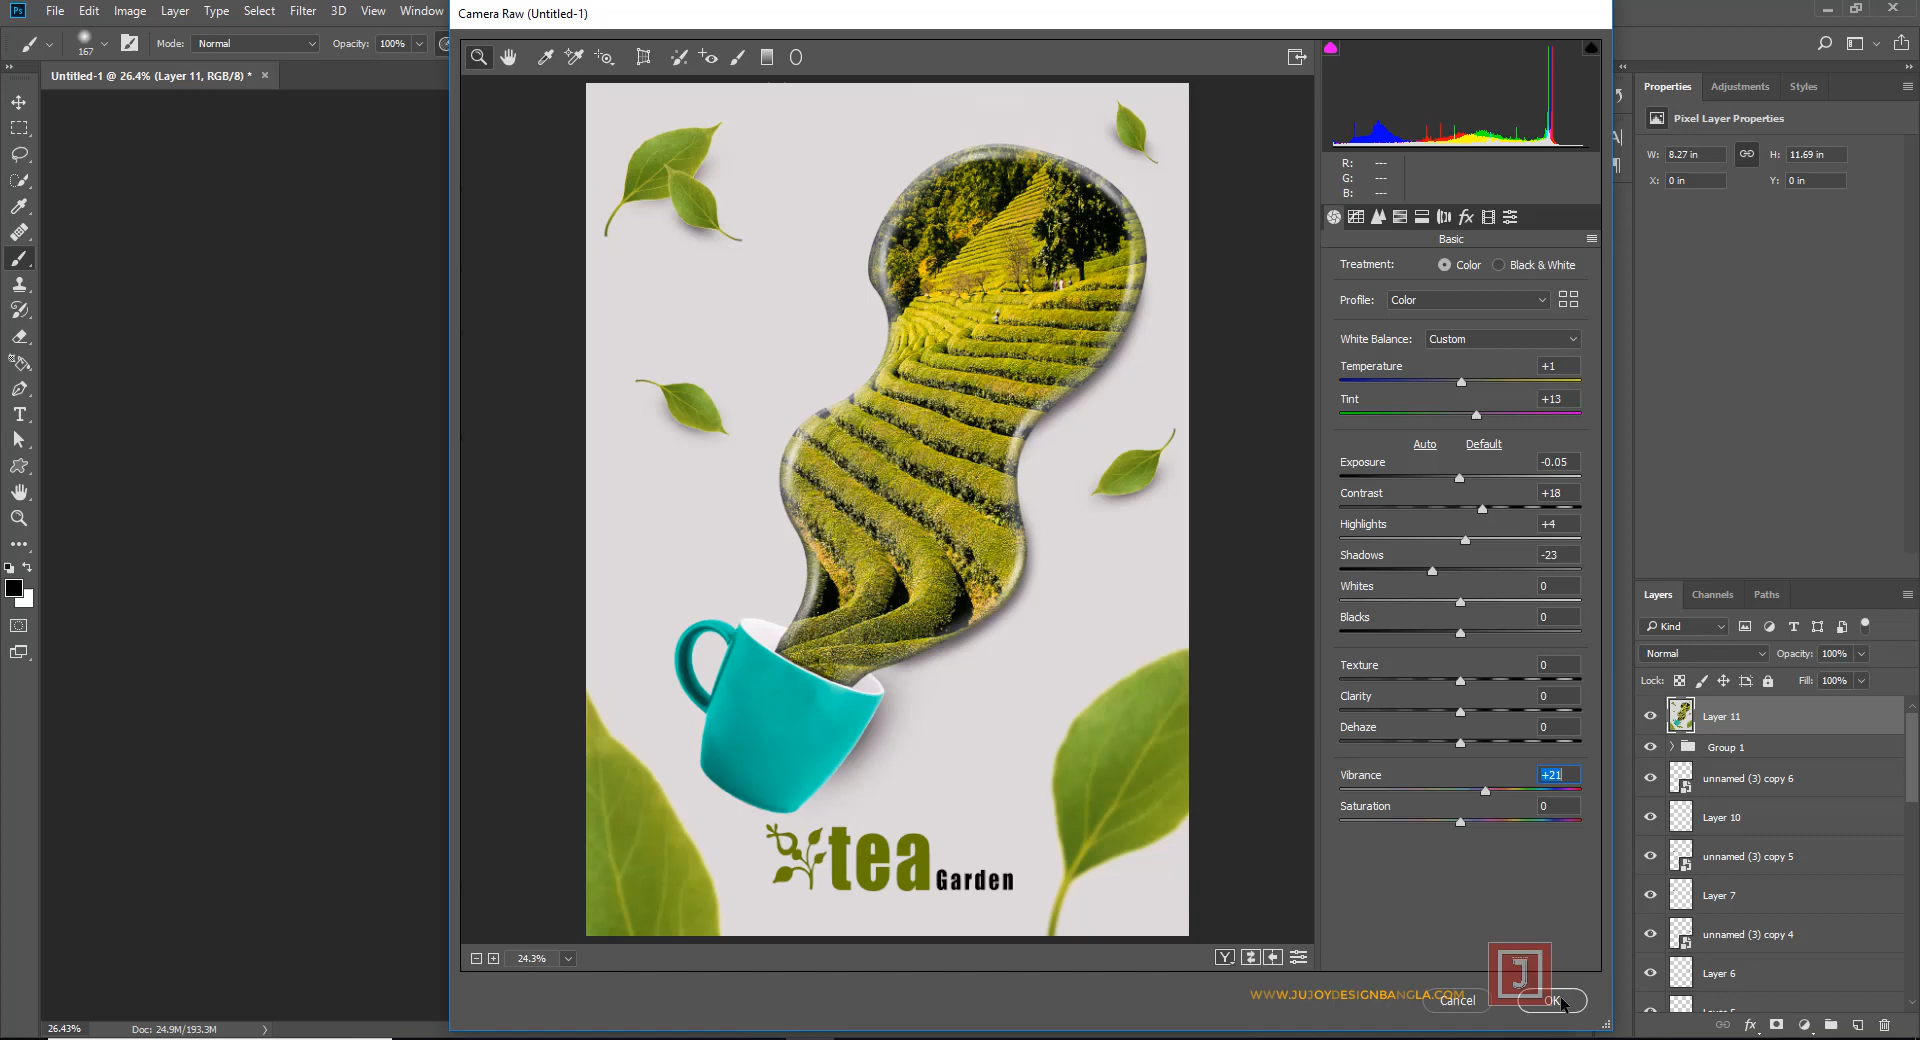 Ps File Edit Image Layer Type Select Filter 3D View Window
Camera Raw (Untitled-1)
167 Mode: Normal Opacity: 100%
Untitled-1 @ 26.4% (Layer 11, RGB/8) * ×
R: ---
G: ---
B: ---
fx
Basic
Treatment: Color Black & White
Profile: Color
White Balance: Custom
Temperature +1
Tint +13
Auto Default
Exposure -0.05
Contrast +18
Highlights +4
Shadows -23
Whites 0
Blacks 0
Texture 0
Clarity 0
Dehaze 0
Vibrance +21
Saturation 0
tea
Garden
24.3%
Y
J
WWW.JUJOYDESIGNBANGLA.COM
Cancel OK
26.43% Doc: 24.9M/193.3M
Properties Adjustments Styles
Pixel Layer Properties
W: 8.27 in H: 11.69 in
X: 0 in Y: 0 in
Layers Channels Paths
Kind
Normal Opacity: 100%
Lock: Fill: 100%
Layer 11
Group 1
unnamed (3) copy 6
Layer 10
unnamed (3) copy 5
Layer 7
unnamed (3) copy 4
Layer 6
fx